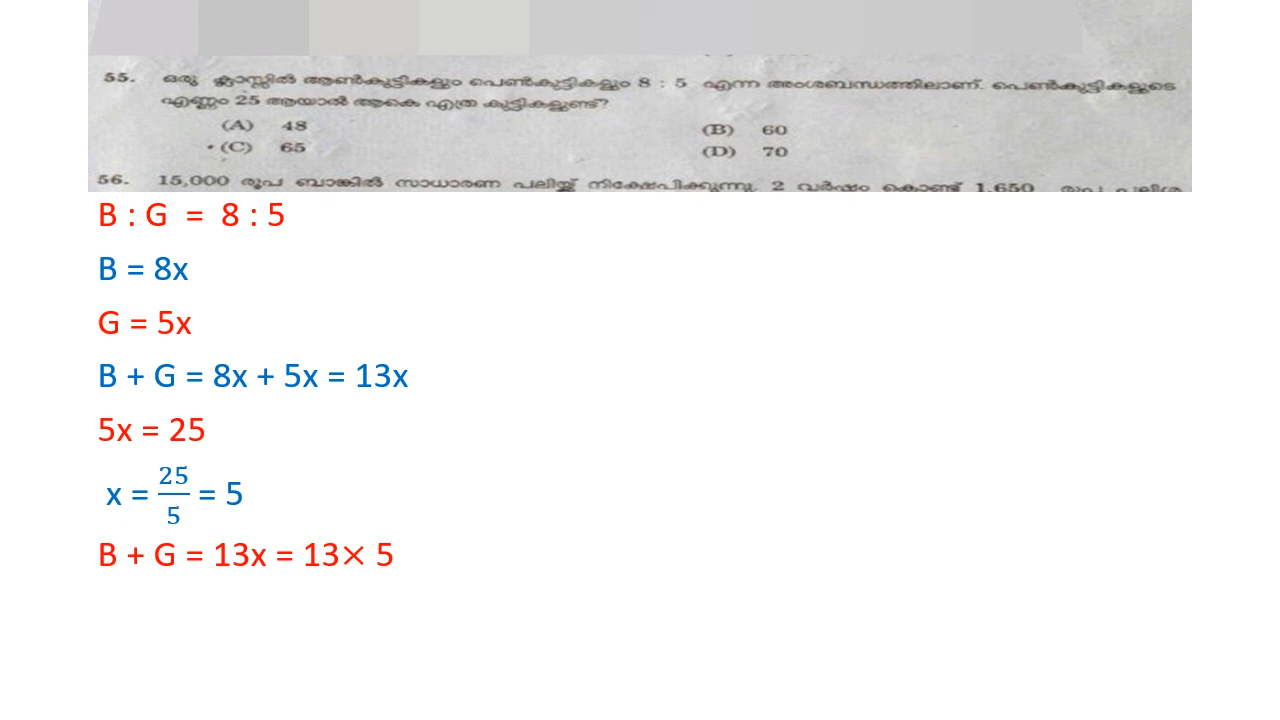 55. ഒരു ക്ലാസ്സിൽ ആൺകുട്ടികളും പെൺകുട്ടികളും 8 : 5 എന്ന അംശബന്ധത്തിലാണ്. പെൺകുട്ടികളുടെ
എണ്ണം 25 ആയാൽ ആകെ എത്ര കുട്ടികളുണ്ട്?
(A) 48 (B) 60
(C) 65 (D) 70
56. 15,000 രൂപ ബാങ്കിൽ സാധാരണ പലിശയ്ക്ക് നിക്ഷേപിക്കുന്നു. 2 വർഷം കൊണ്ട് 1,650 രൂപ പലിശ
B : G = 8 : 5
B = 8x
G = 5x
B + G = 8x + 5x = 13x
5x = 25
x = 25/5 = 5
B + G = 13x = 13× 5